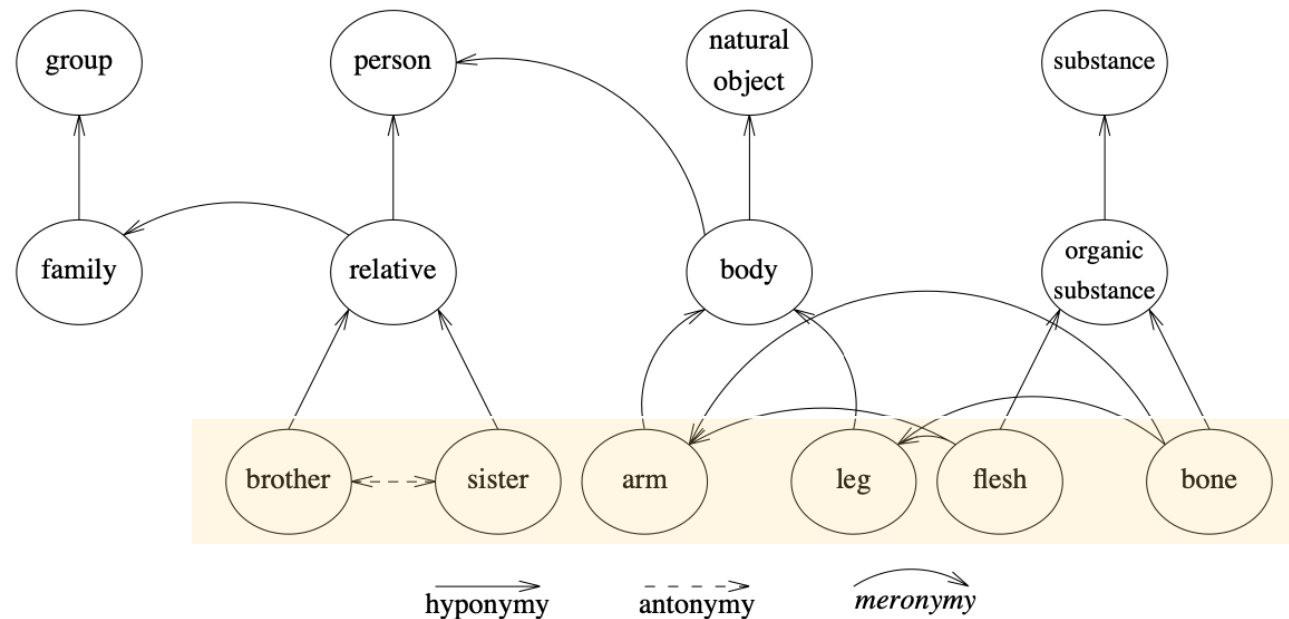 group
person
natural
object
substance
family
relative
body
organic
substance
brother
sister
arm
leg
flesh
bone
hyponymy
antonymy
meronymy